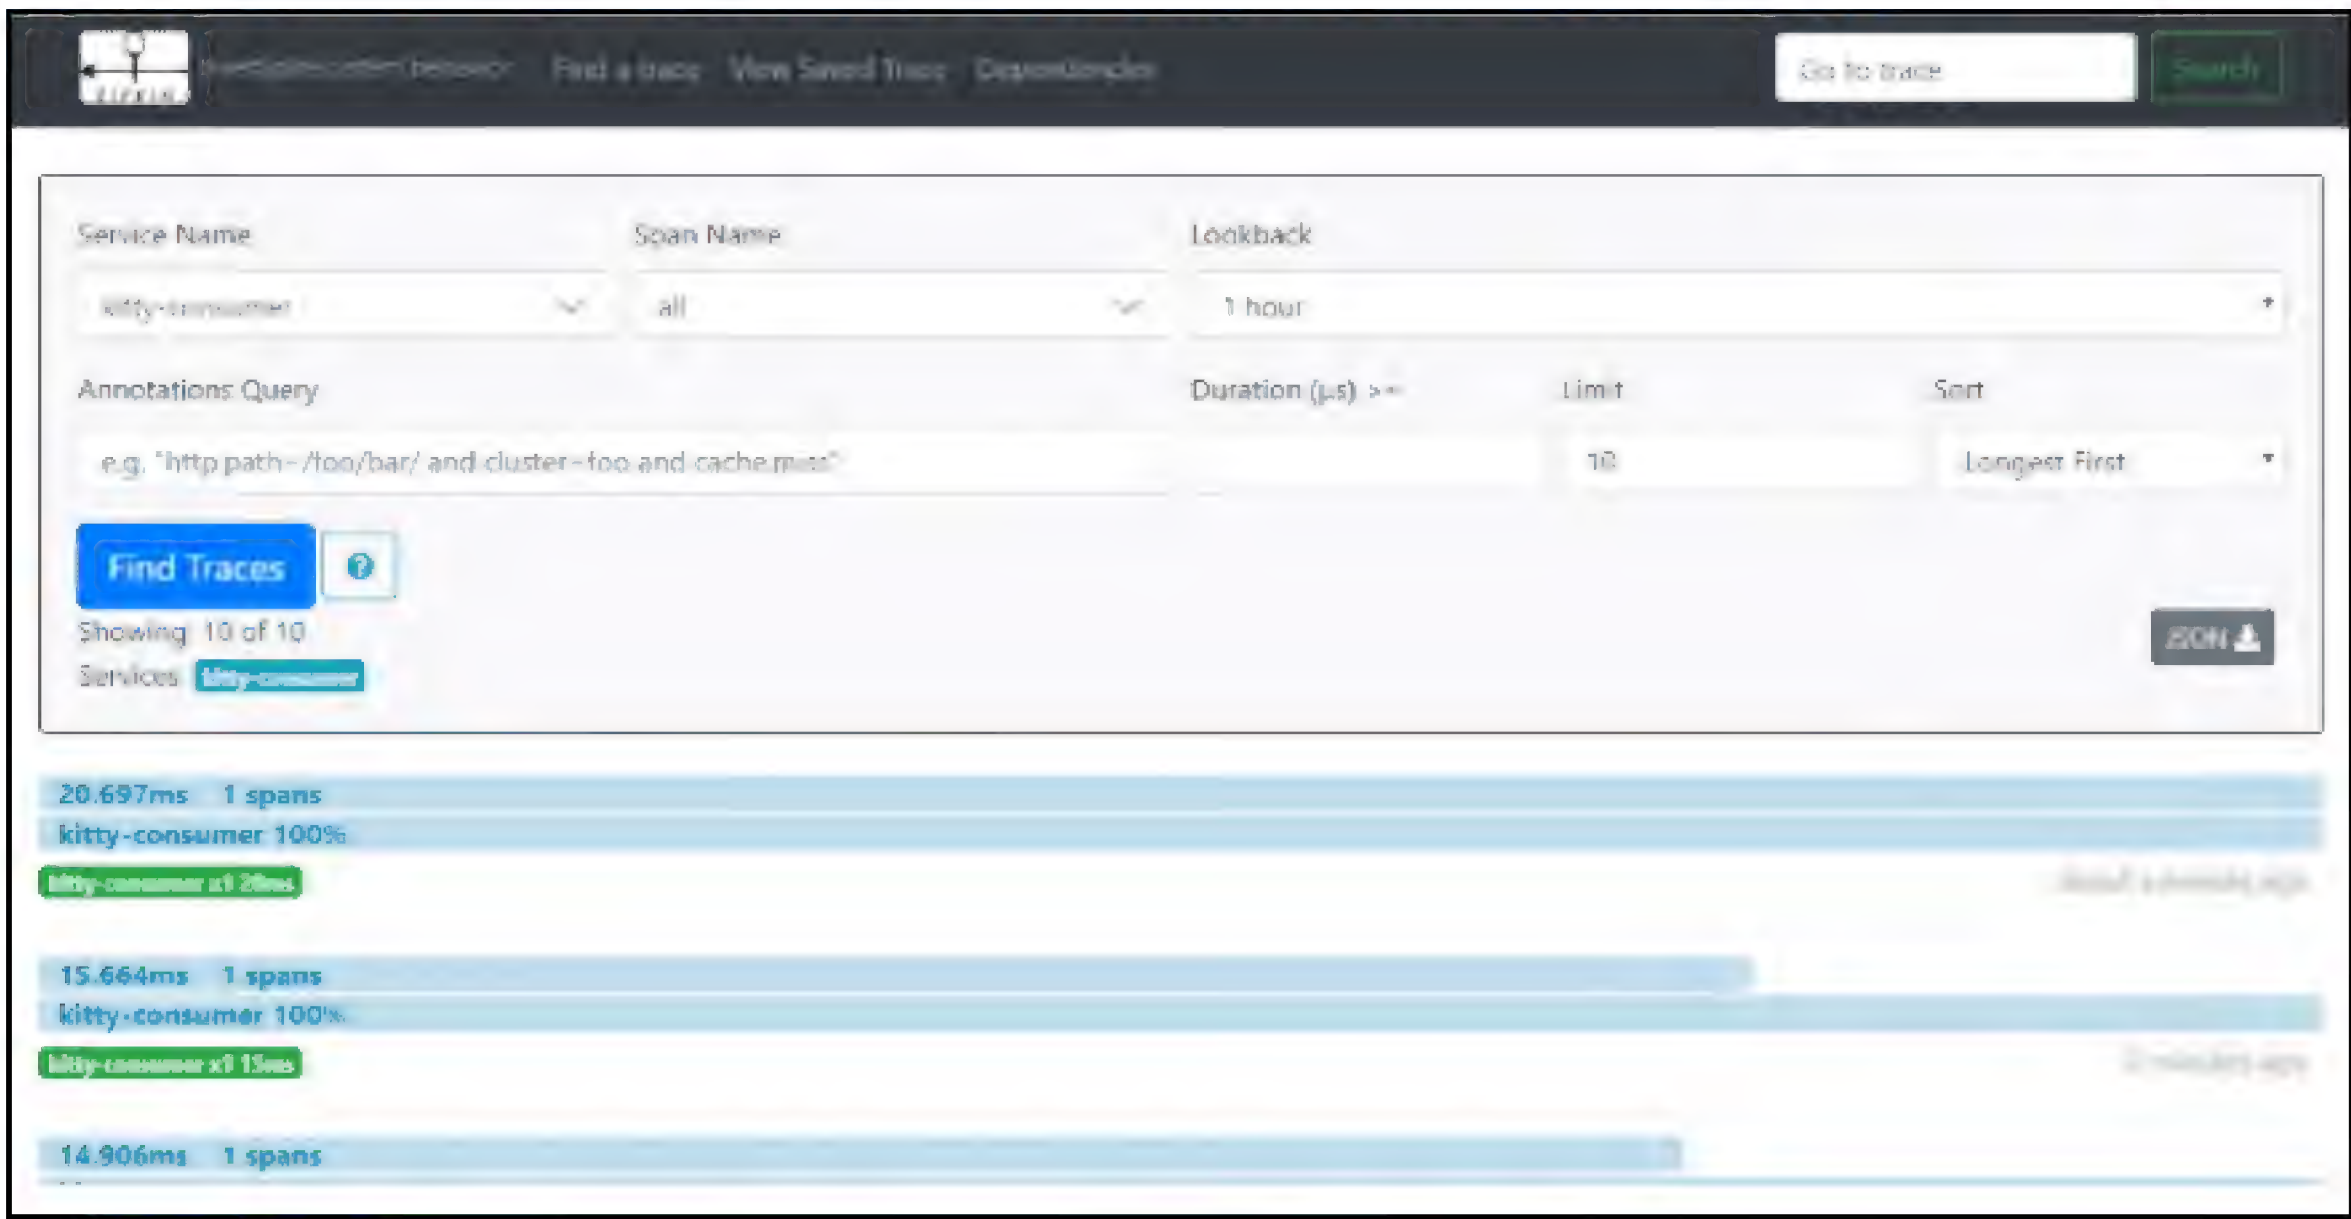 ZIPKIN Investigate system behavior Find a trace View Saved Trace Dependencies Go to trace Search
Service Name Span Name Lookback
kitty-consumer all 1 hour
Annotations Query Duration (μs) >= Limit Sort
e.g. "http.path=/foo/bar/ and cluster=foo and cache.miss" 10 Longest First
Find Traces
Showing: 10 of 10
JSON
Services: kitty-consumer
20.697ms 1 spans
kitty-consumer 100%
kitty-consumer x1 20ms about a minute ago
15.664ms 1 spans
kitty-consumer 100%
kitty-consumer x1 15ms minutes ago
14.906ms 1 spans